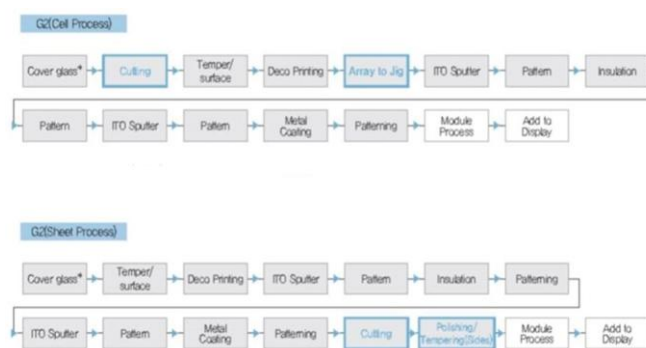 G2(Cell Process)
Cover glass* Cutting Temper/ surface Deco Printing Array to Jig ITO Sputter Pattern Insulation
Pattern ITO Sputter Pattern Metal Coating Patterning Module Process Add to Display
G2(Sheet Process)
Cover glass* Temper/ surface Deco Printing ITO Sputter Pattern Insulation Patterning
ITO Sputter Pattern Metal Coating Patterning Cutting Polishing/ Tempering(Sides) Module Process Add to Display